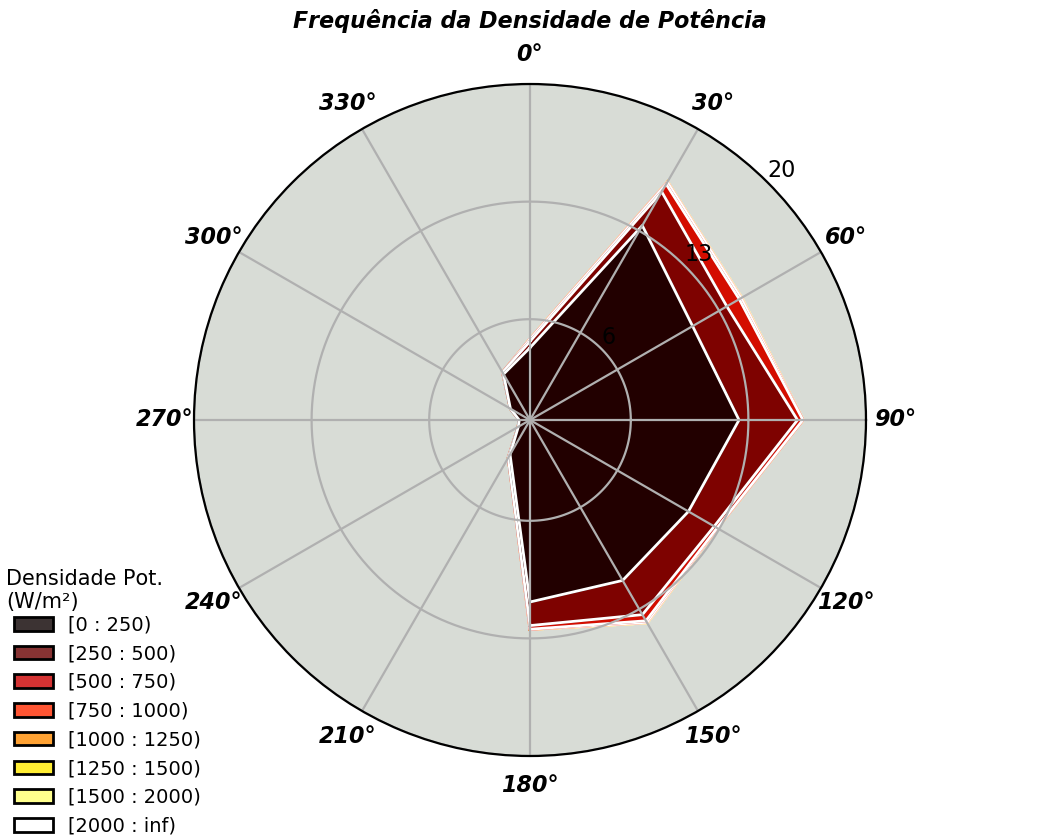 Frequência da Densidade de Potência
0°
330°
30°
20
300°
60°
13
6
270°
90°
240°
120°
210°
150°
180°
Densidade Pot.
(W/m²)
[0 : 250)
[250 : 500)
[500 : 750)
[750 : 1000)
[1000 : 1250)
[1250 : 1500)
[1500 : 2000)
[2000 : inf)